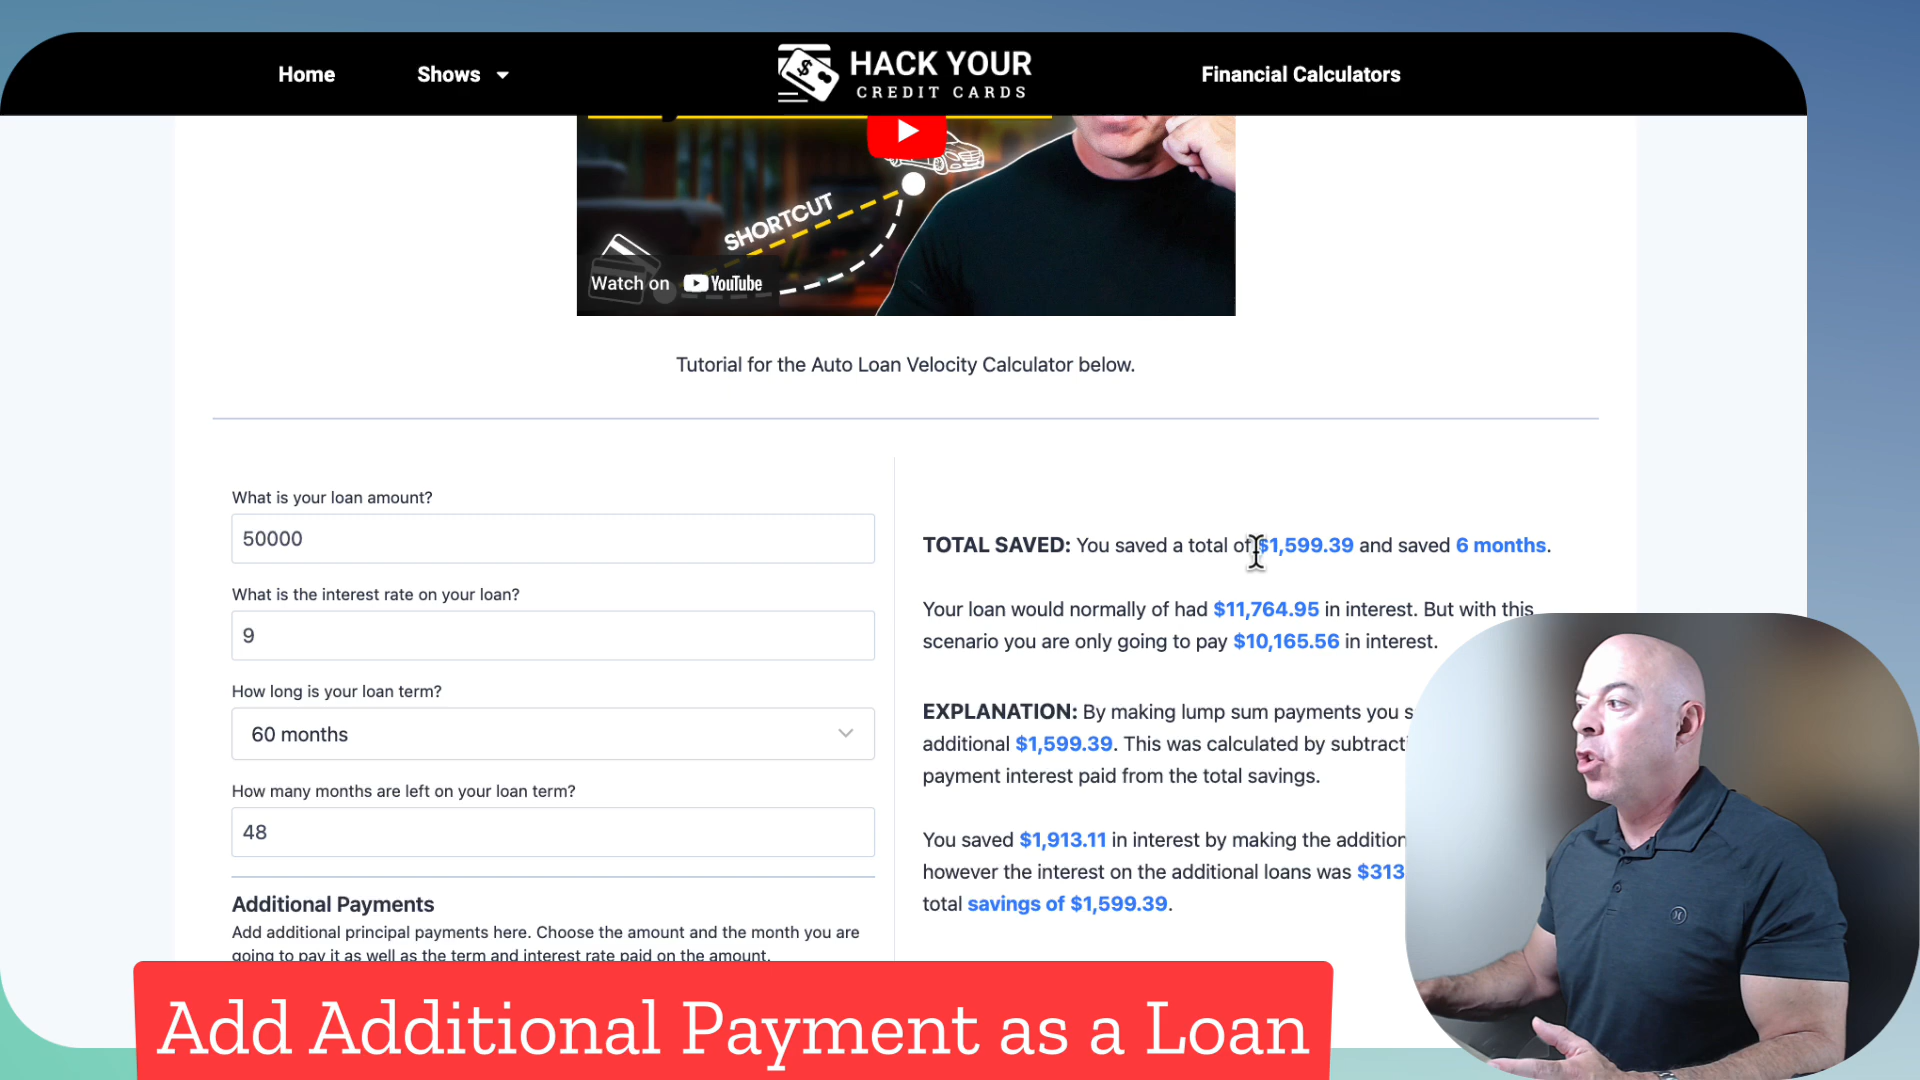 Home
Shows
HACK YOUR
CREDIT CARDS
Financial Calculators
SHORTCUT
Watch on YouTube
Tutorial for the Auto Loan Velocity Calculator below.
What is your loan amount?
50000
What is the interest rate on your loan?
9
How long is your loan term?
60 months
How many months are left on your loan term?
48
Additional Payments
Add additional principal payments here. Choose the amount and the month you are
going to pay it as well as the term and interest rate paid on the amount.
TOTAL SAVED: You saved a total of $1,599.39 and saved 6 months.
Your loan would normally of had $11,764.95 in interest. But with this
scenario you are only going to pay $10,165.56 in interest.
EXPLANATION: By making lump sum payments you s
additional $1,599.39. This was calculated by subtracti
payment interest paid from the total savings.
You saved $1,913.11 in interest by making the addition
however the interest on the additional loans was $313
total savings of $1,599.39.
Add Additional Payment as a Loan